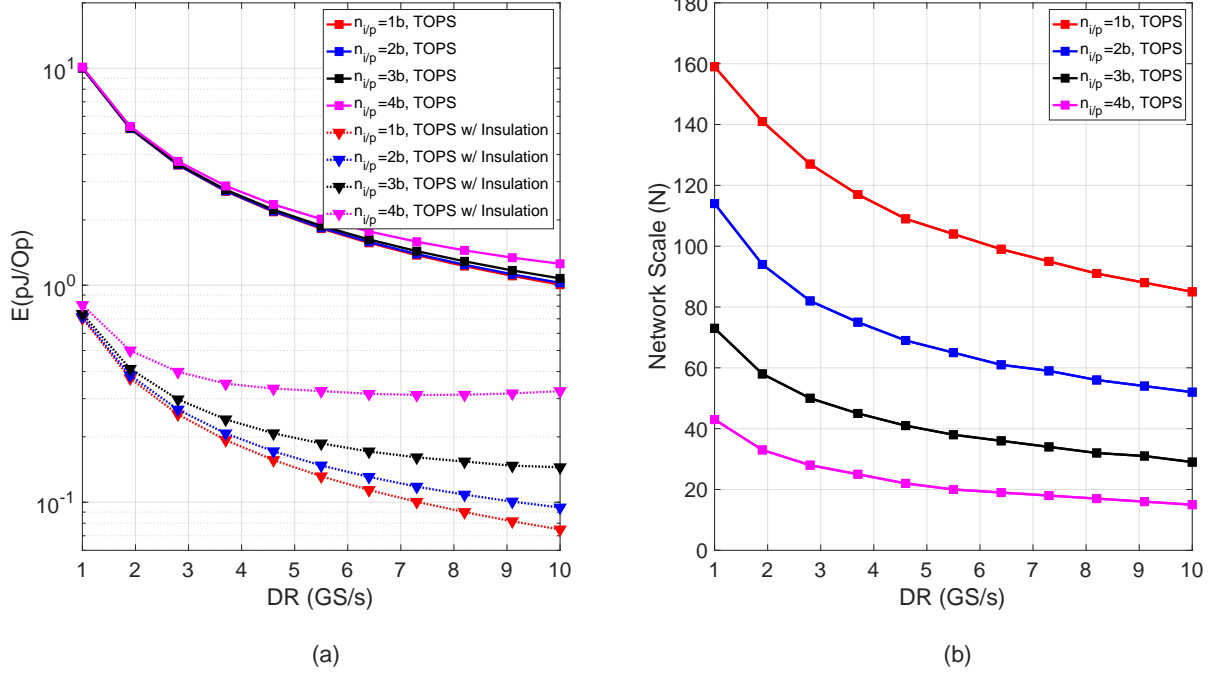 E(pJ/Op)
10^1
10^0
10^-1
n_i/p=1b, TOPS
n_i/p=2b, TOPS
n_i/p=3b, TOPS
n_i/p=4b, TOPS
n_i/p=1b, TOPS w/ Insulation
n_i/p=2b, TOPS w/ Insulation
n_i/p=3b, TOPS w/ Insulation
n_i/p=4b, TOPS w/ Insulation
1 2 3 4 5 6 7 8 9 10
DR (GS/s)
(a)
Network Scale (N)
180
160
140
120
100
80
60
40
20
0
n_i/p=1b, TOPS
n_i/p=2b, TOPS
n_i/p=3b, TOPS
n_i/p=4b, TOPS
1 2 3 4 5 6 7 8 9 10
DR (GS/s)
(b)